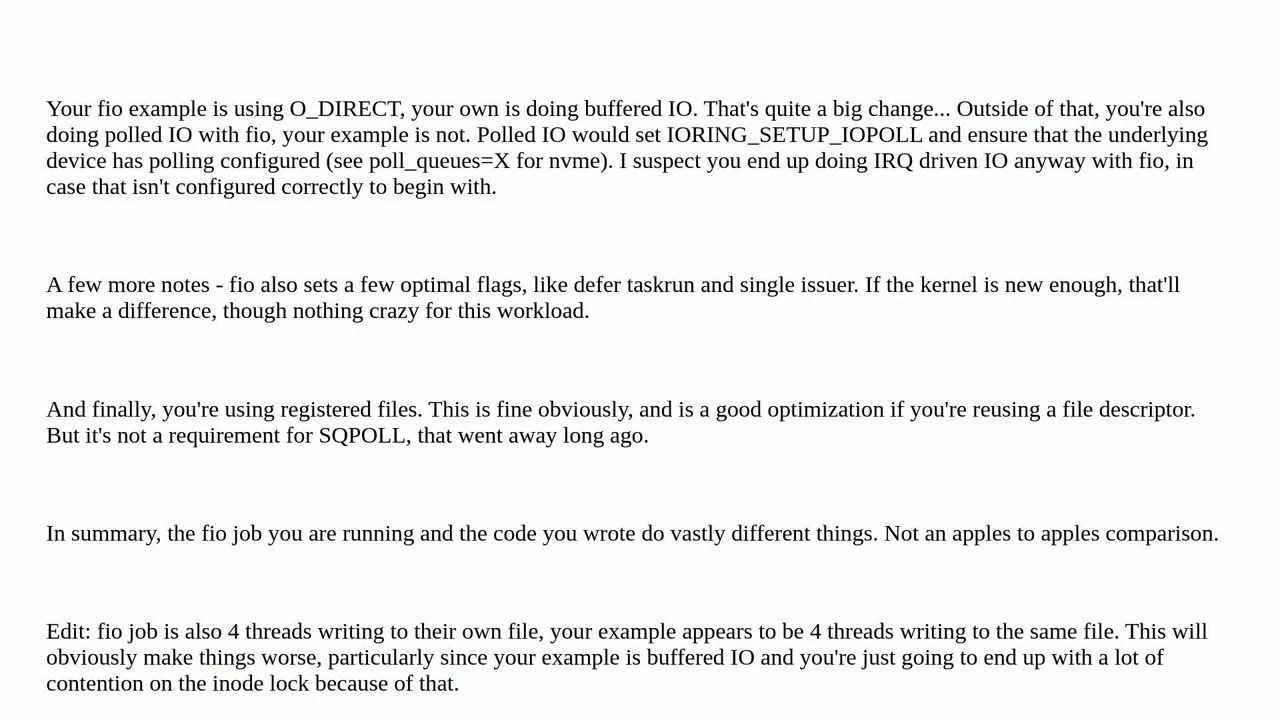 Your fio example is using O_DIRECT, your own is doing buffered IO. That's quite a big change... Outside of that, you're also
doing polled IO with fio, your example is not. Polled IO would set IORING_SETUP_IOPOLL and ensure that the underlying
device has polling configured (see poll_queues=X for nvme). I suspect you end up doing IRQ driven IO anyway with fio, in
case that isn't configured correctly to begin with.
A few more notes - fio also sets a few optimal flags, like defer taskrun and single issuer. If the kernel is new enough, that'll
make a difference, though nothing crazy for this workload.
And finally, you're using registered files. This is fine obviously, and is a good optimization if you're reusing a file descriptor.
But it's not a requirement for SQPOLL, that went away long ago.
In summary, the fio job you are running and the code you wrote do vastly different things. Not an apples to apples comparison.
Edit: fio job is also 4 threads writing to their own file, your example appears to be 4 threads writing to the same file. This will
obviously make things worse, particularly since your example is buffered IO and you're just going to end up with a lot of
contention on the inode lock because of that.